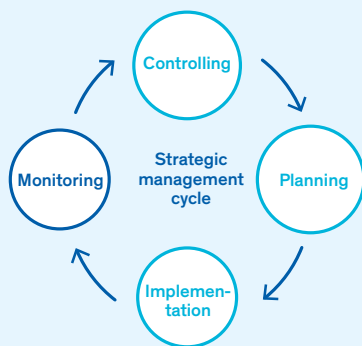 Controlling
Monitoring
Strategic
management
cycle
Planning
Implemen-
tation